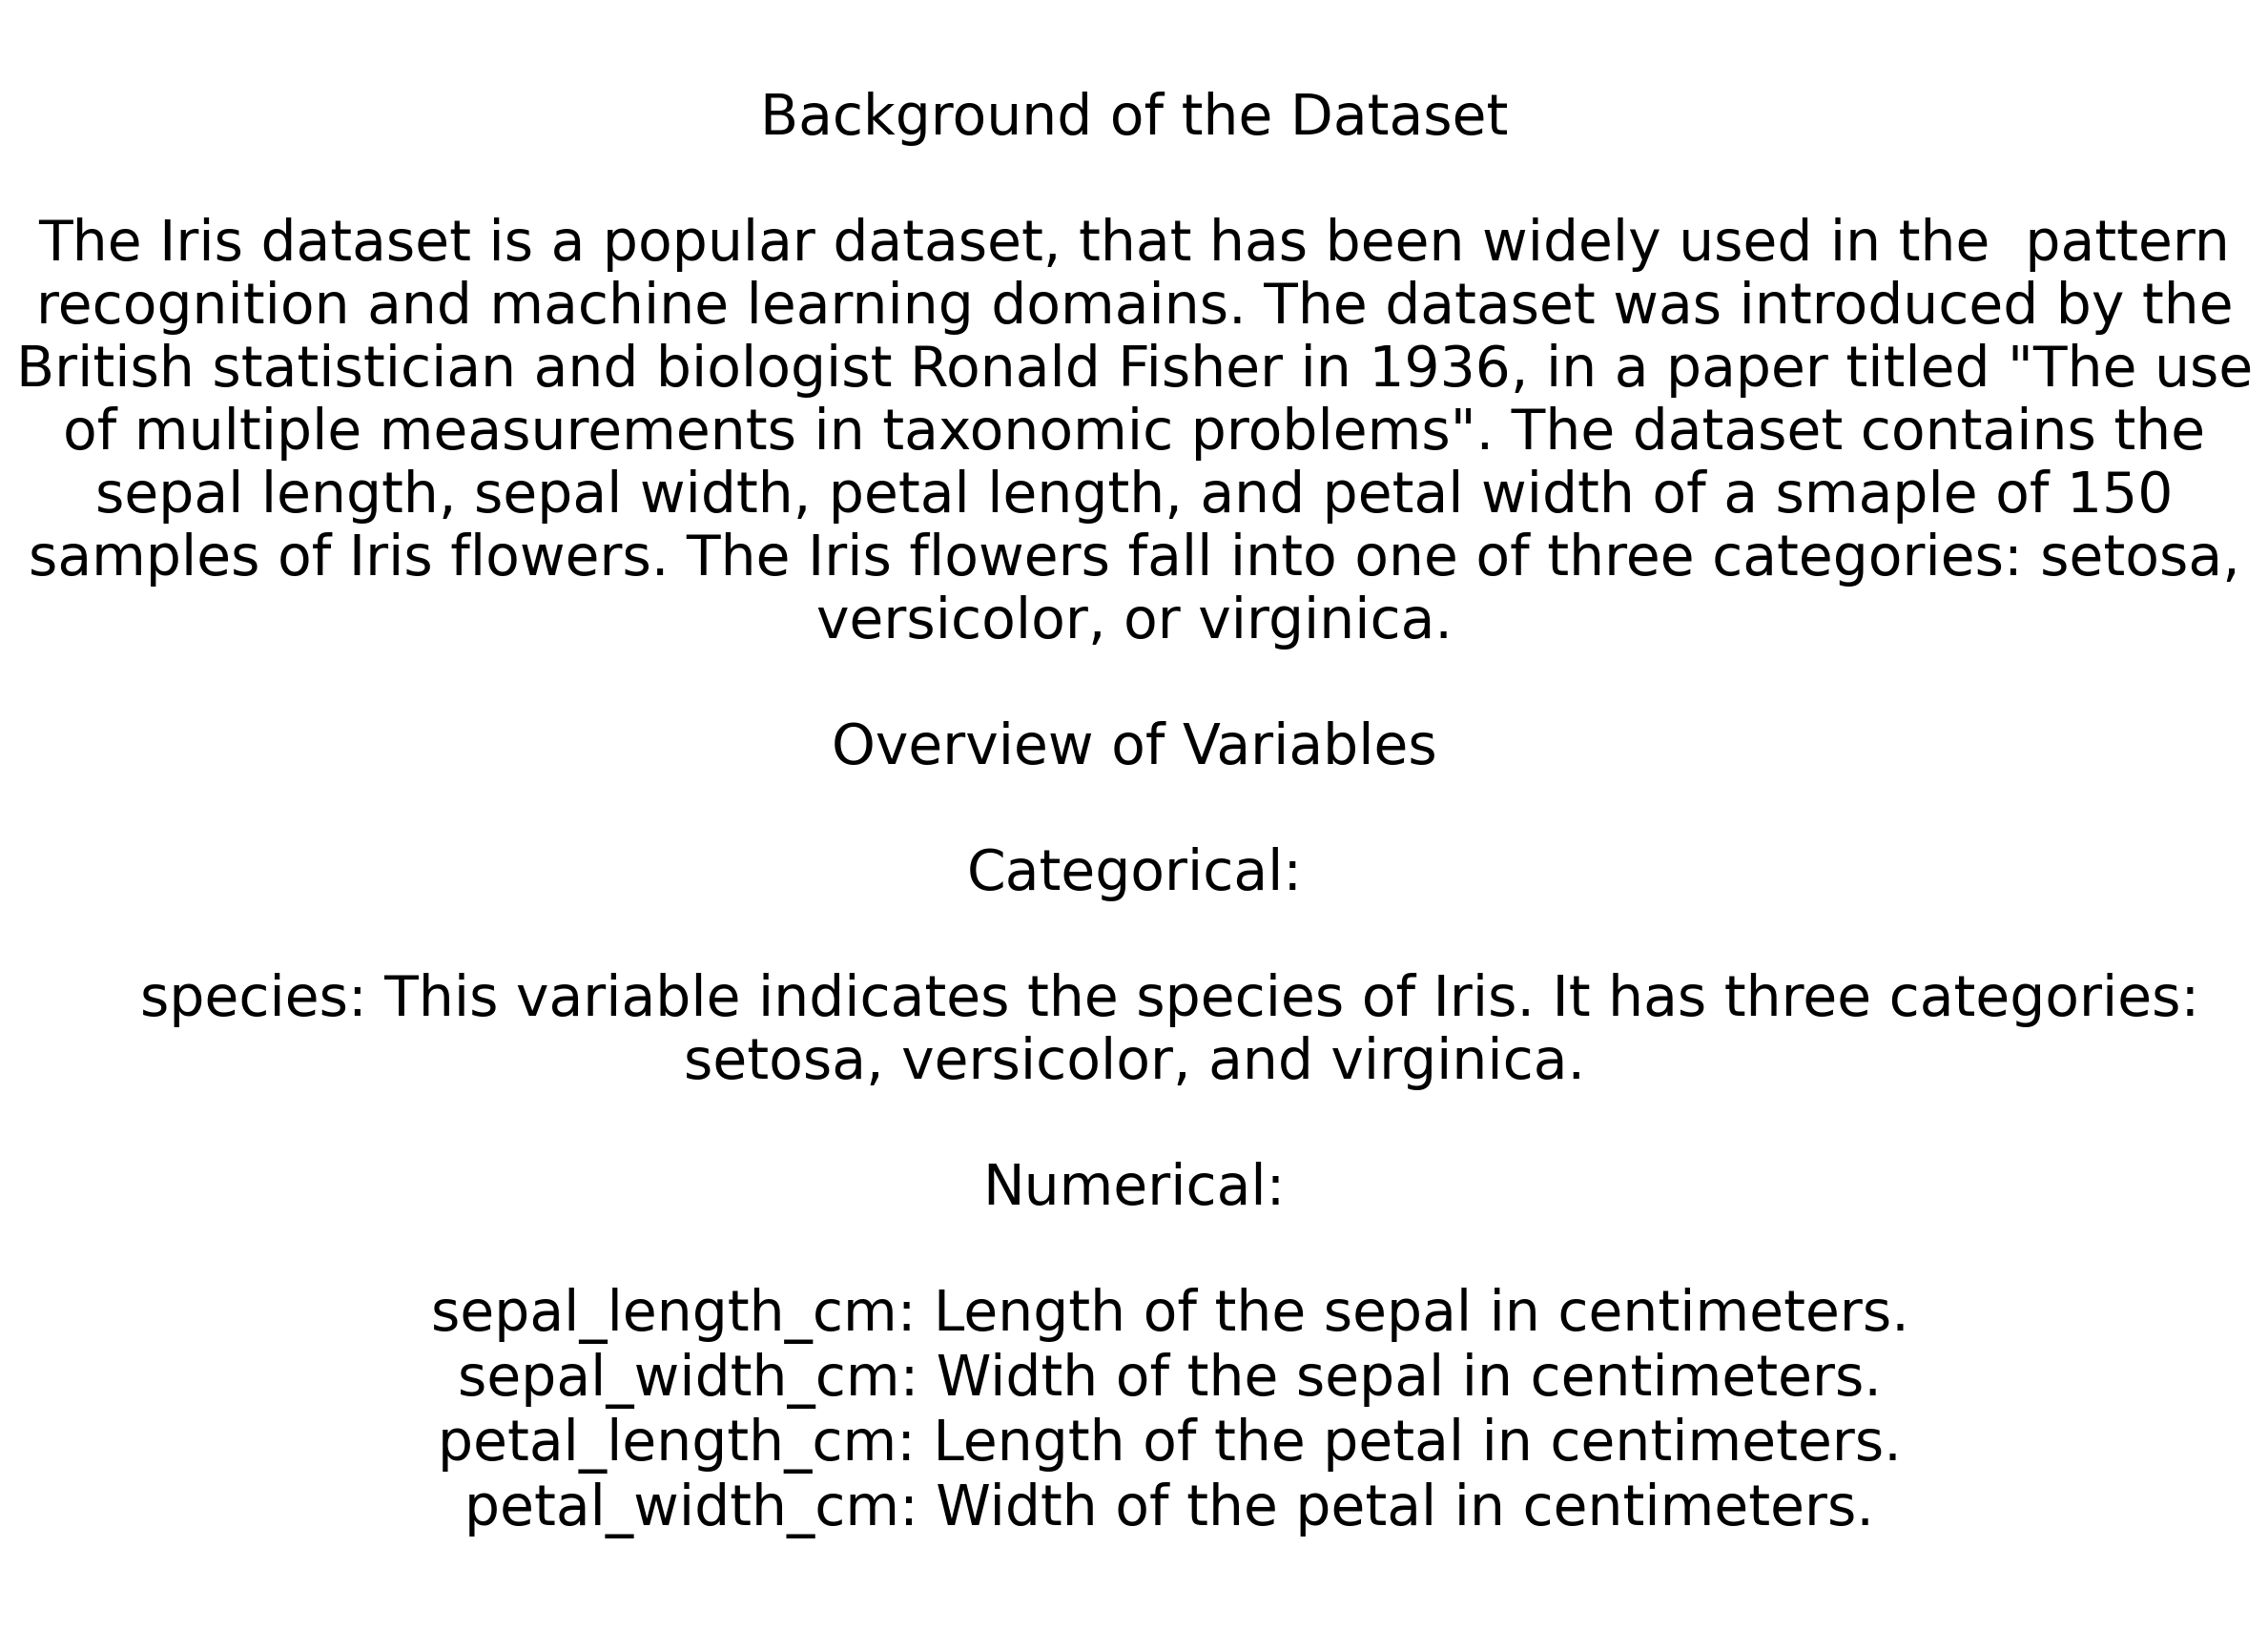 Background of the Dataset
The Iris dataset is a popular dataset, that has been widely used in the  pattern
recognition and machine learning domains. The dataset was introduced by the
British statistician and biologist Ronald Fisher in 1936, in a paper titled "The use
of multiple measurements in taxonomic problems". The dataset contains the
sepal length, sepal width, petal length, and petal width of a smaple of 150
samples of Iris flowers. The Iris flowers fall into one of three categories: setosa,
versicolor, or virginica.
Overview of Variables
Categorical:
species: This variable indicates the species of Iris. It has three categories:
setosa, versicolor, and virginica.
Numerical:
sepal_length_cm: Length of the sepal in centimeters.
sepal_width_cm: Width of the sepal in centimeters.
petal_length_cm: Length of the petal in centimeters.
petal_width_cm: Width of the petal in centimeters.